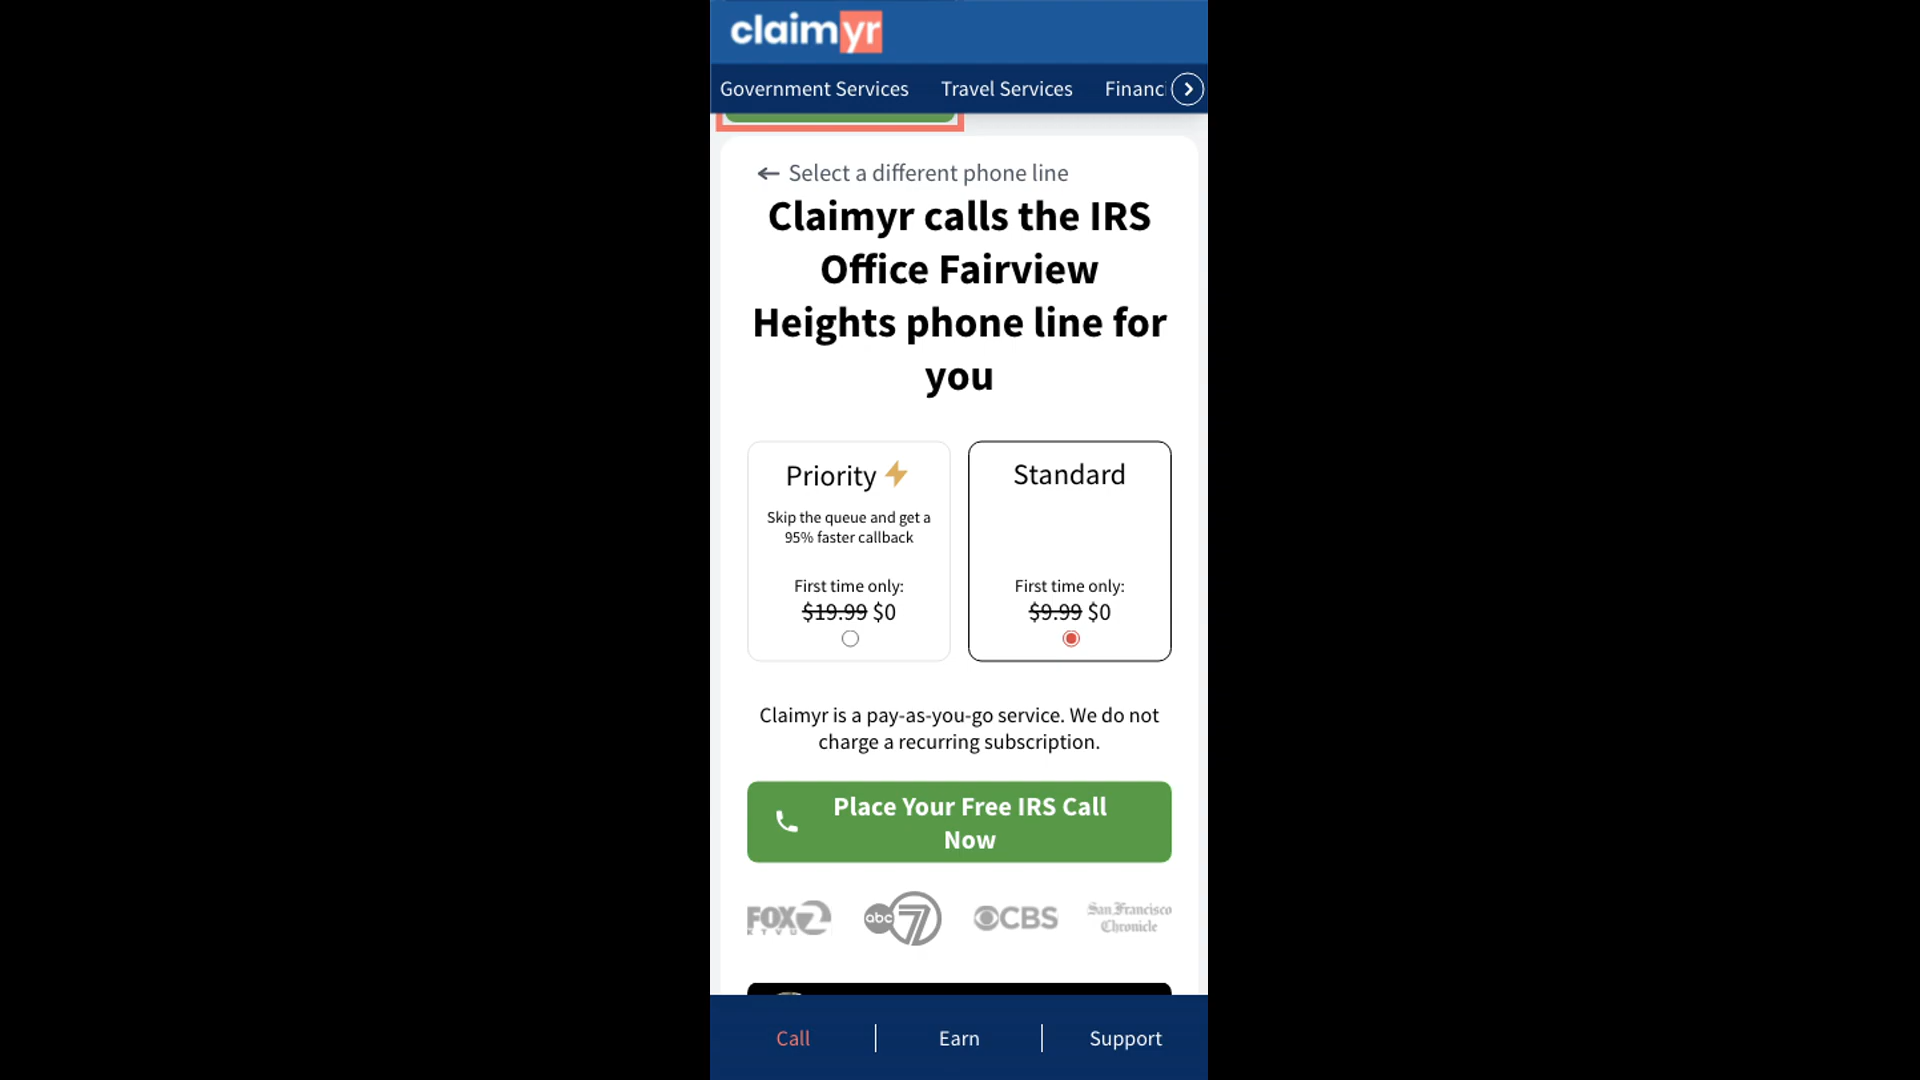 claimyr
Government Services Travel Services Financ
Select a different phone line
Claimyr calls the IRS
Office Fairview
Heights phone line for
you
Priority
Skip the queue and get a
95% faster callback
First time only:
$19.99 $0
Standard
First time only:
$9.99 $0
Claimyr is a pay-as-you-go service. We do not
charge a recurring subscription.
Place Your Free IRS Call
Now
FOX 2
KTVU
abc 7
CBS
San Francisco
Chronicle
Call Earn Support